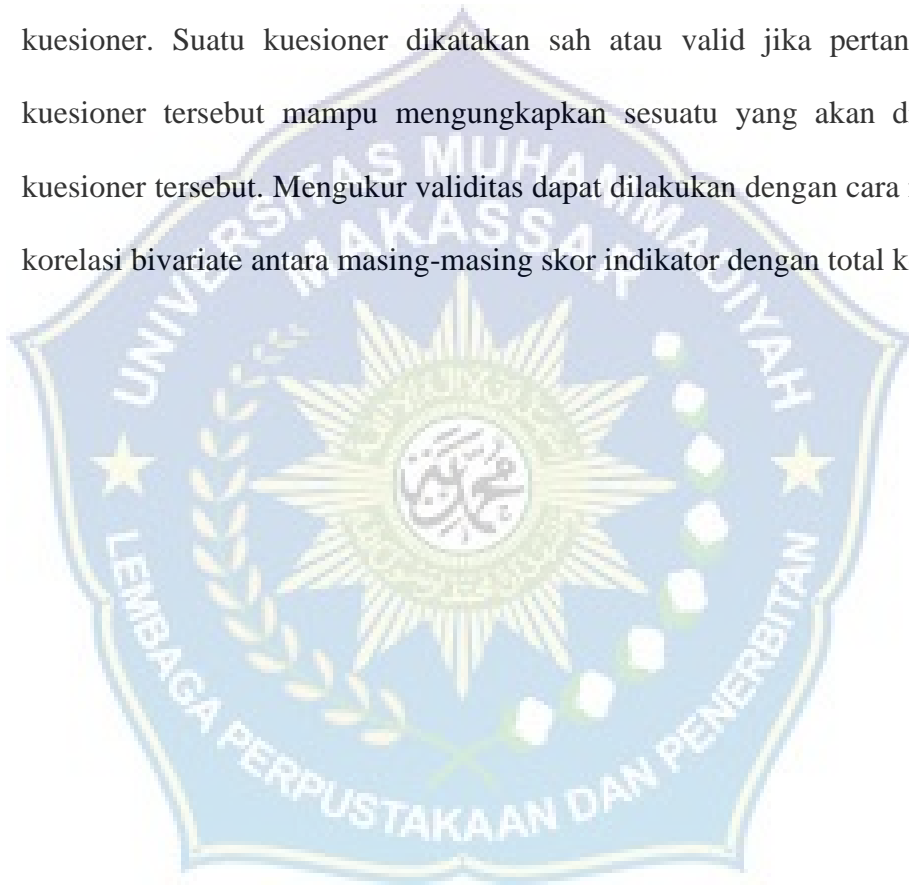 kuesioner. Suatu kuesioner dikatakan sah atau valid jika pertan
kuesioner tersebut mampu mengungkapkan sesuatu yang akan d
kuesioner tersebut. Mengukur validitas dapat dilakukan dengan cara
korelasi bivariate antara masing-masing skor indikator dengan total k
UNIVERSITAS MUHAMMADIYAH
MAKASSAR
LEMBAGA PERPUSTAKAAN DAN PENERBITAN